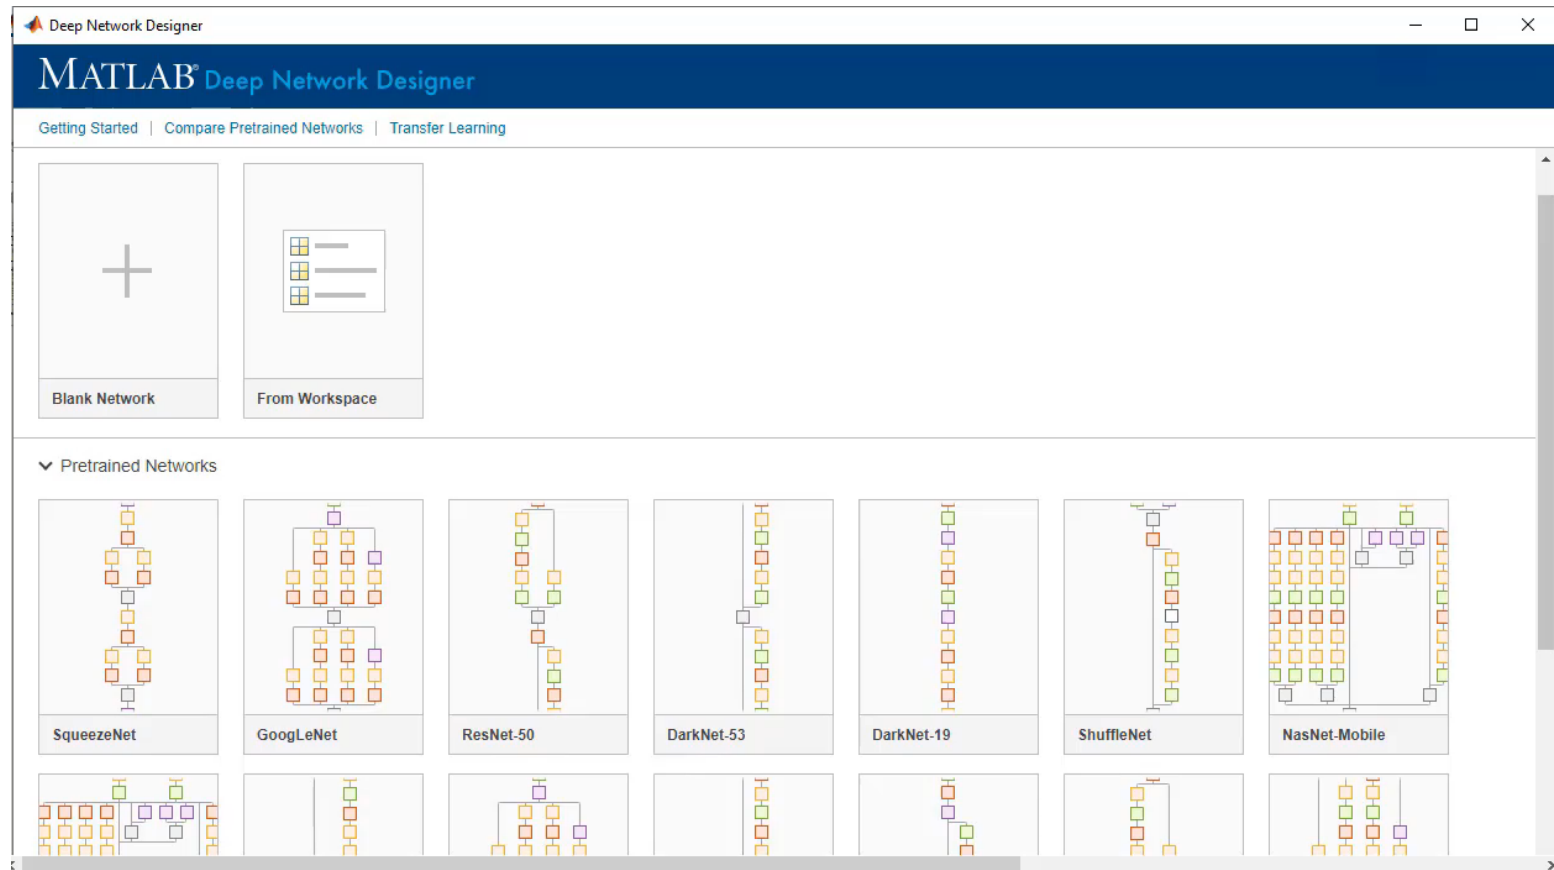 Deep Network Designer
MATLAB® Deep Network Designer
Getting Started | Compare Pretrained Networks | Transfer Learning
Blank Network
From Workspace
Pretrained Networks
SqueezeNet
GoogLeNet
ResNet-50
DarkNet-53
DarkNet-19
ShuffleNet
NasNet-Mobile